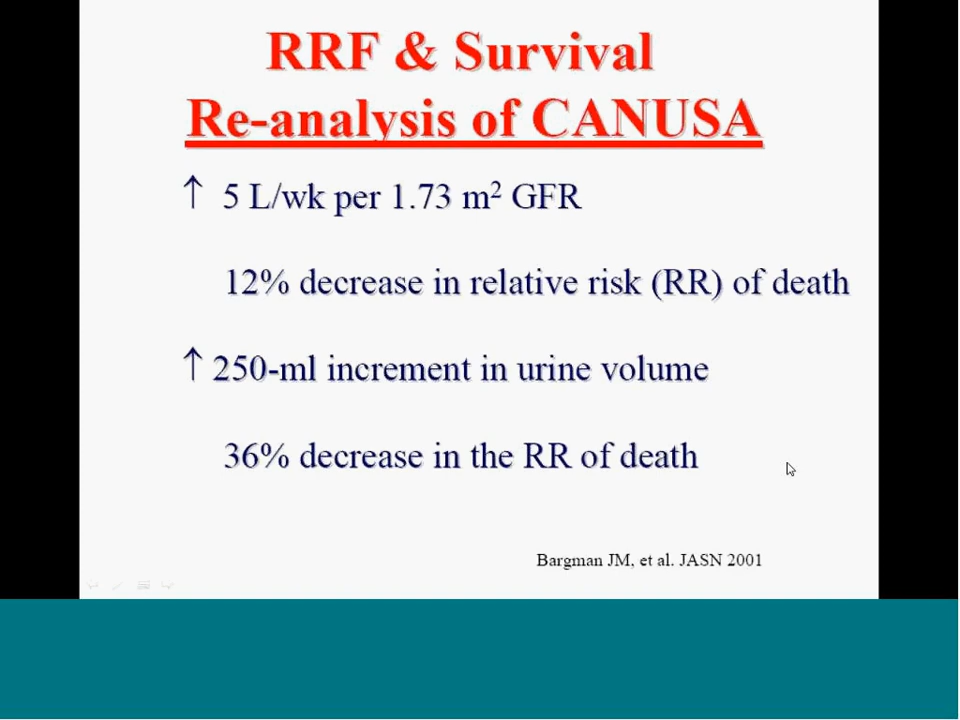 RRF & Survival
Re-analysis of CANUSA
↑ 5 L/wk per 1.73 m² GFR
12% decrease in relative risk (RR) of death
↑ 250-ml increment in urine volume
36% decrease in the RR of death
Bargman JM, et al. JASN 2001